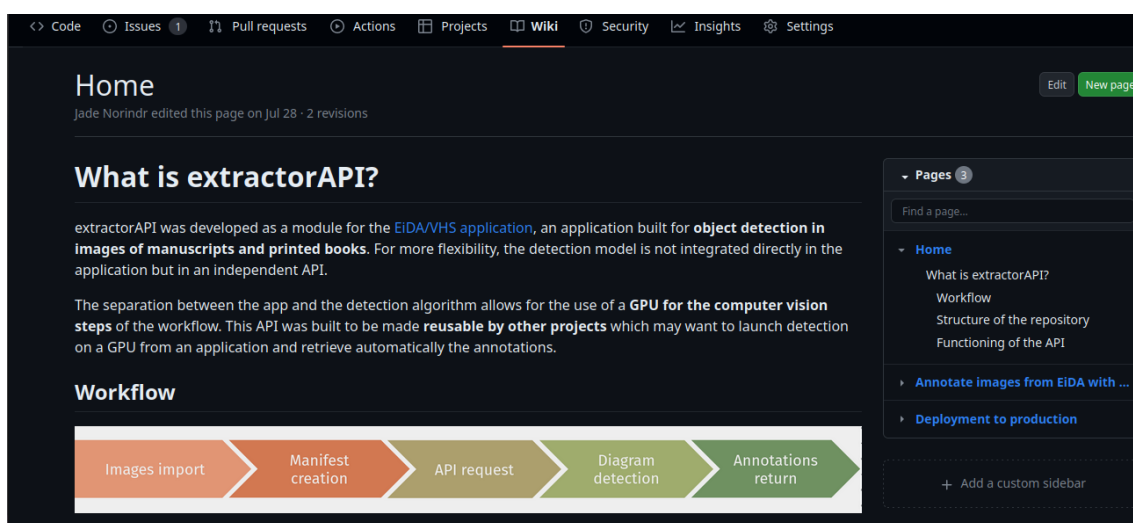 <> Code Issues 1 Pull requests Actions Projects Wiki Security Insights Settings
Home
Edit New page
Jade Norindr edited this page on Jul 28 · 2 revisions
What is extractorAPI?
extractorAPI was developed as a module for the EiDA/VHS application, an application built for object detection in
images of manuscripts and printed books. For more flexibility, the detection model is not integrated directly in the
application but in an independent API.
The separation between the app and the detection algorithm allows for the use of a GPU for the computer vision
steps of the workflow. This API was built to be made reusable by other projects which may want to launch detection
on a GPU from an application and retrieve automatically the annotations.
Workflow
Images import
Manifest
creation
API request
Diagram
detection
Annotations
return
Pages 3
Find a page...
Home
What is extractorAPI?
Workflow
Structure of the repository
Functioning of the API
Annotate images from EiDA with ...
Deployment to production
+ Add a custom sidebar